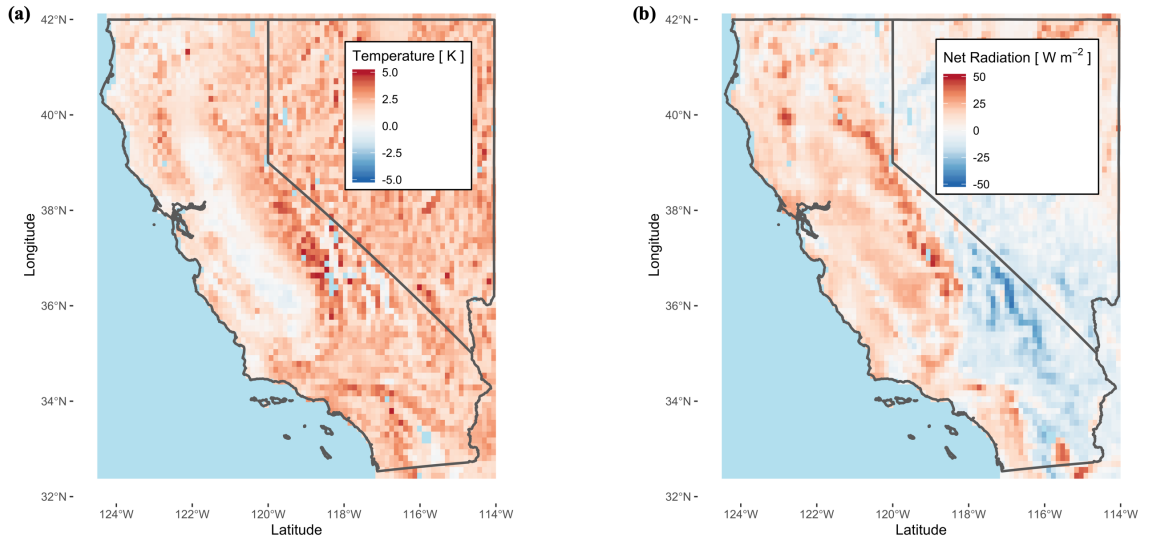 (a)
42°N
40°N
38°N
36°N
34°N
32°N
Longitude
Temperature [ K ]
5.0
2.5
0.0
-2.5
-5.0
124°W
122°W
120°W
118°W
116°W
114°W
Latitude
(b)
42°N
40°N
38°N
36°N
34°N
32°N
Longitude
Net Radiation [ W m⁻² ]
50
25
0
-25
-50
124°W
122°W
120°W
118°W
116°W
114°W
Latitude